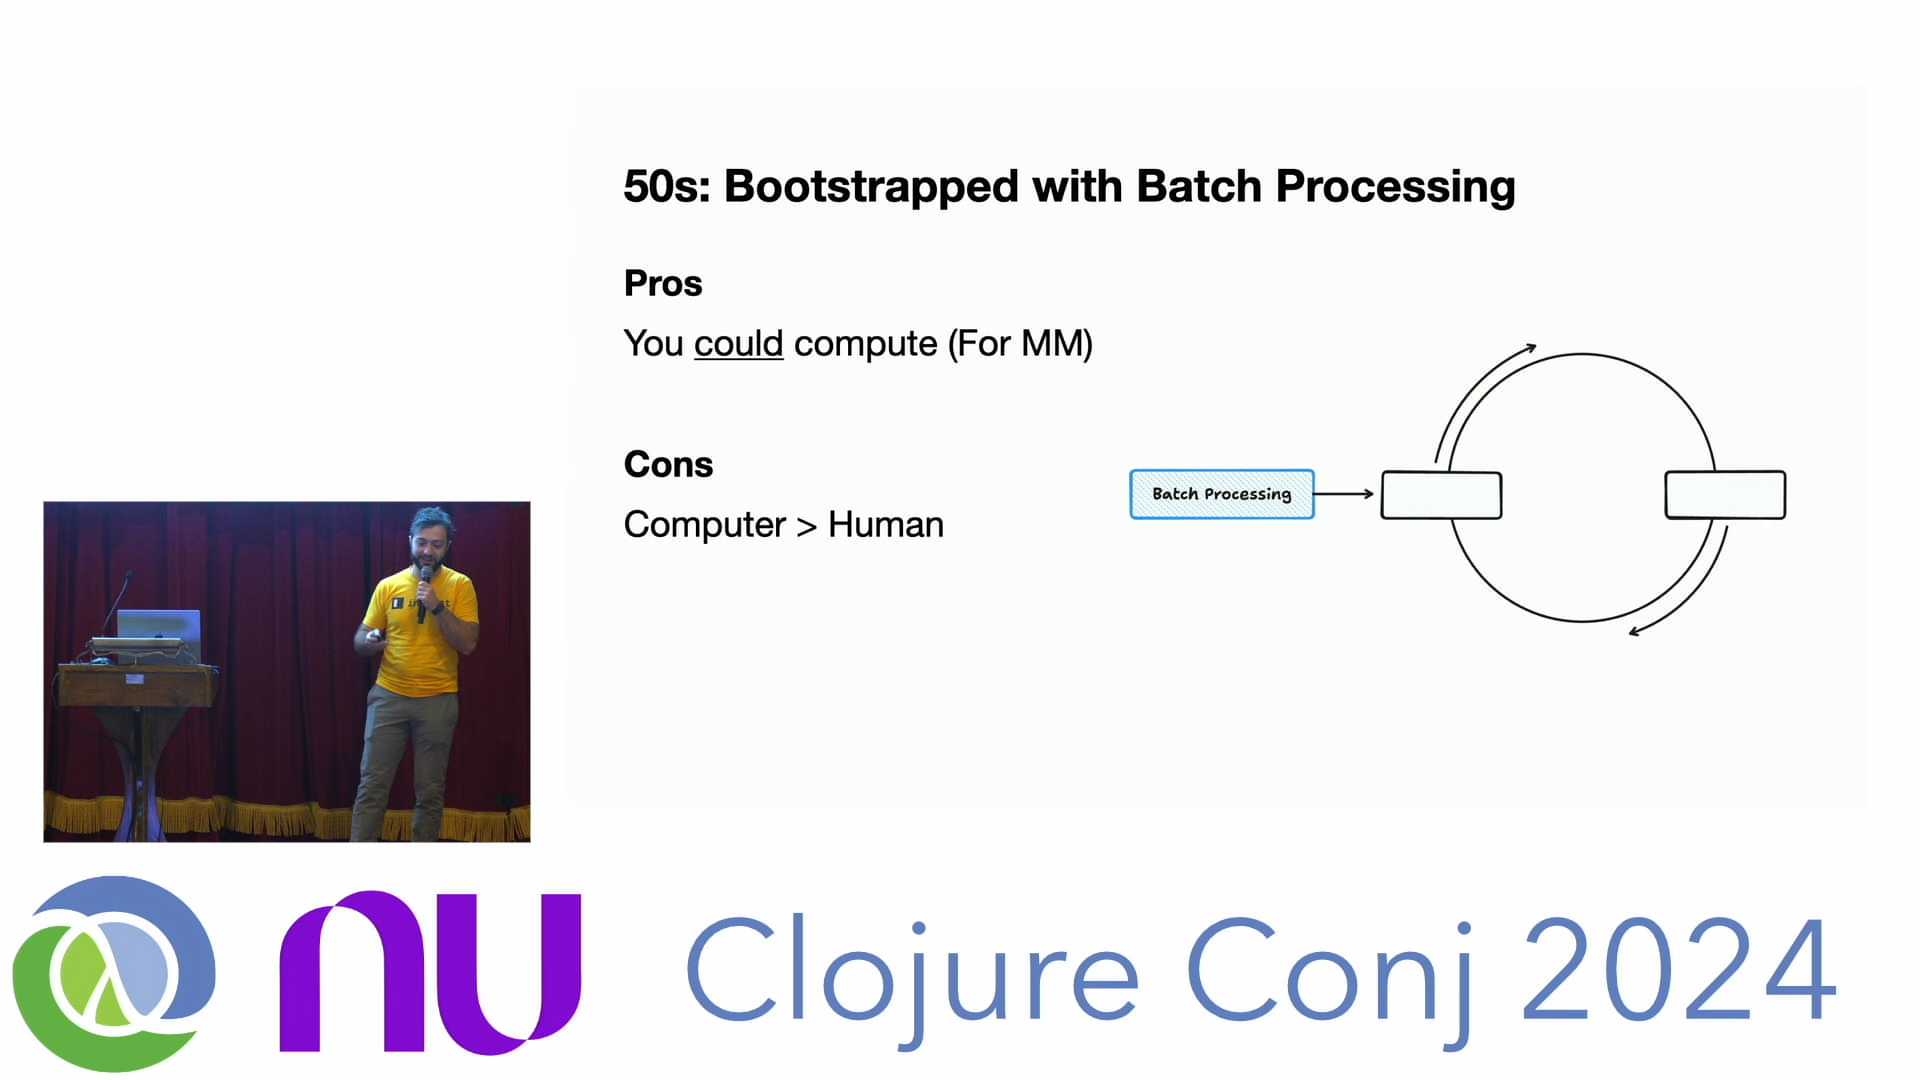 50s: Bootstrapped with Batch Processing
Pros
You could compute (For MM)
Cons
Computer > Human
Batch Processing
nu
Clojure Conj 2024